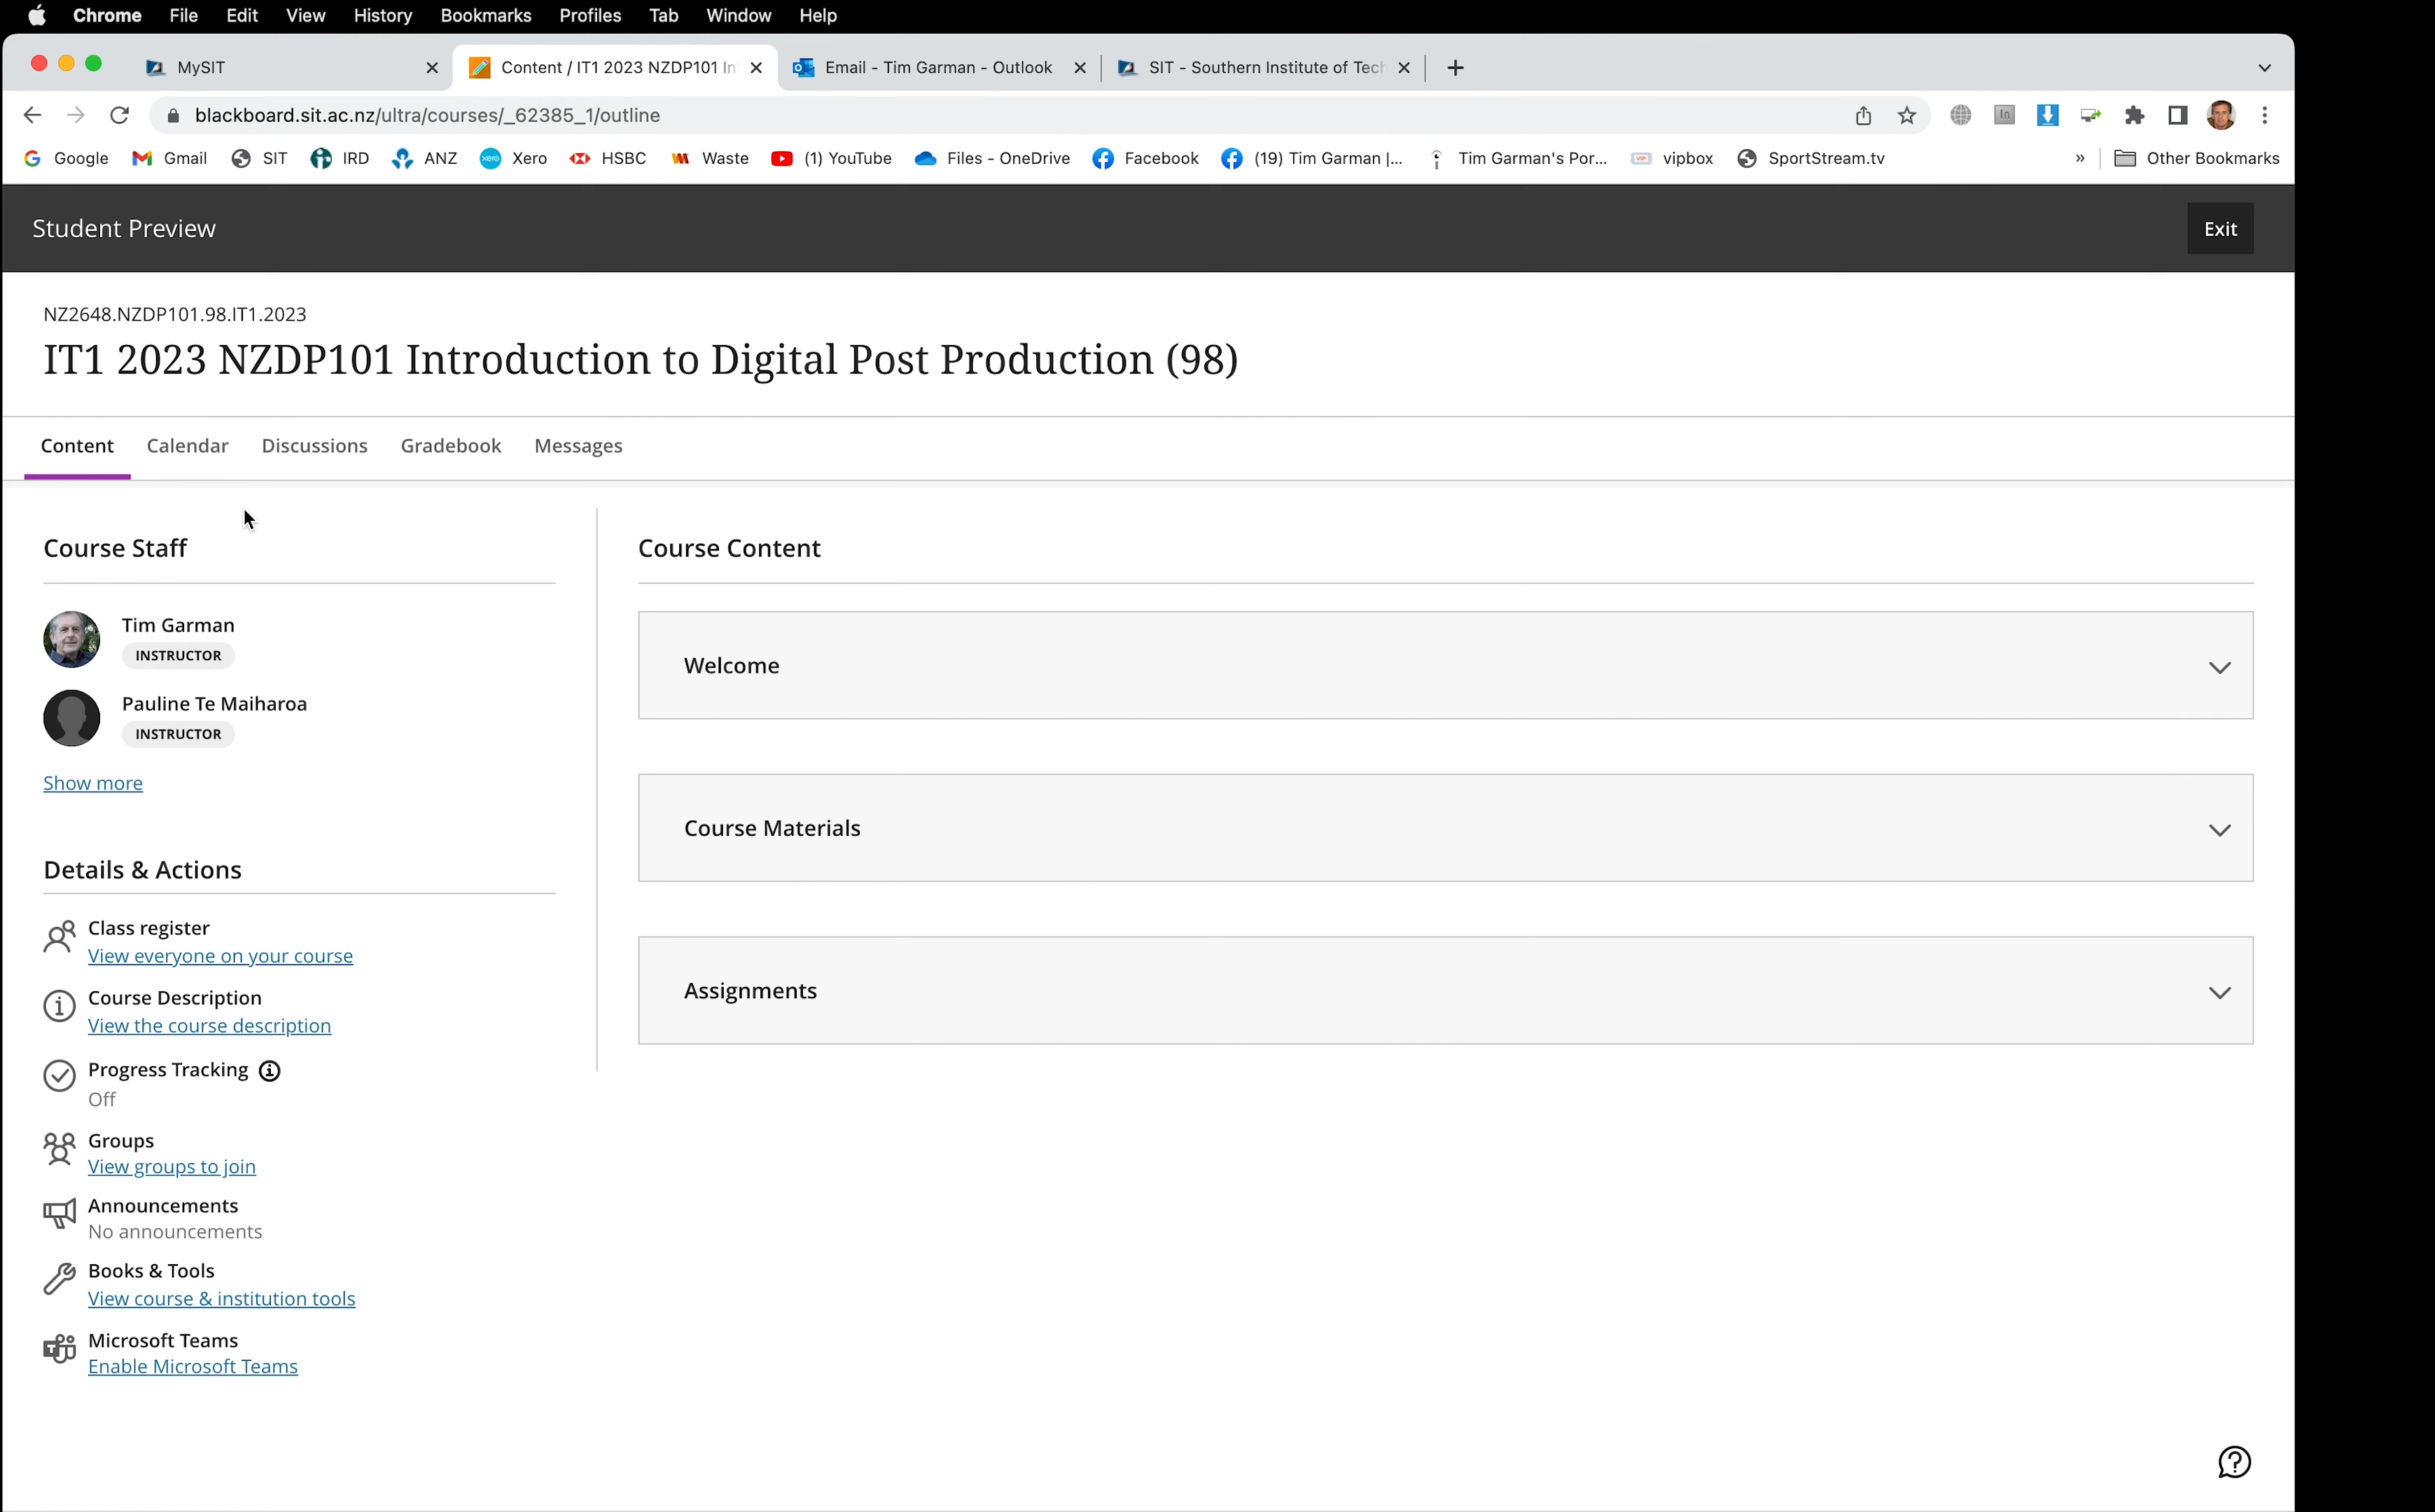 Chrome File Edit View History Bookmarks Profiles Tab Window Help
MySIT Content / IT1 2023 NZDP101 In Email - Tim Garman - Outlook SIT - Southern Institute of Tech
blackboard.sit.ac.nz/ultra/courses/_62385_1/outline In
Google Gmail SIT IRD ANZ xero Xero HSBC Waste (1) YouTube Files - OneDrive Facebook (19) Tim Garman |... Tim Garman's Por... VIP vipbox SportStream.tv » Other Bookmarks
Student Preview Exit
NZ2648.NZDP101.98.IT1.2023
IT1 2023 NZDP101 Introduction to Digital Post Production (98)
Content Calendar Discussions Gradebook Messages
Course Staff
Tim Garman
INSTRUCTOR
Pauline Te Maiharoa
INSTRUCTOR
Show more
Details & Actions
Class register
View everyone on your course
Course Description
View the course description
Progress Tracking
Off
Groups
View groups to join
Announcements
No announcements
Books & Tools
View course & institution tools
Microsoft Teams
Enable Microsoft Teams
Course Content
Welcome
Course Materials
Assignments